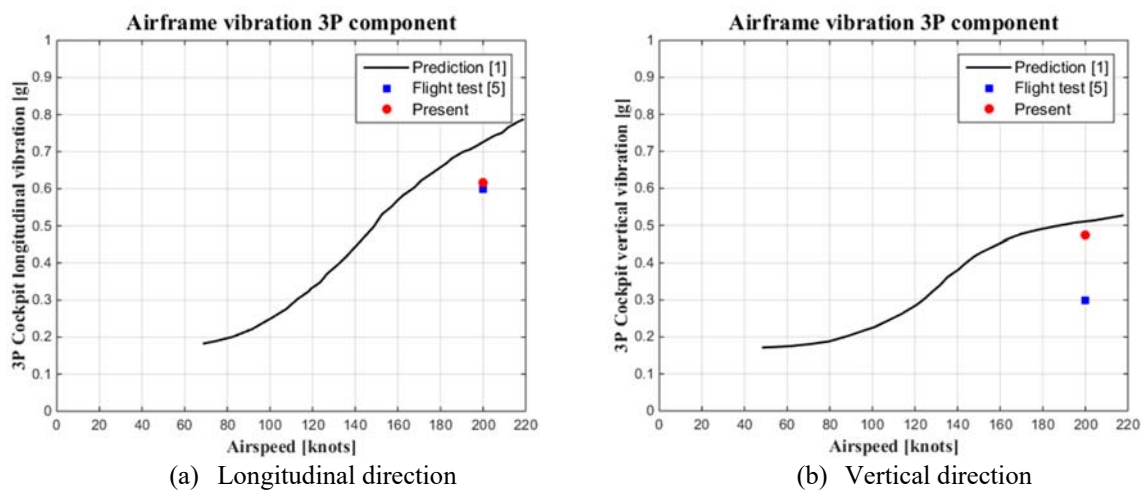 Airframe vibration 3P component
1
0.9
0.8
0.7
0.6
0.5
0.4
0.3
0.2
0.1
0
3P Cockpit longitudinal vibration [g]
Prediction [1]
Flight test [5]
Present
0 20 40 60 80 100 120 140 160 180 200 220
Airspeed [knots]
(a) Longitudinal direction
Airframe vibration 3P component
1
0.9
0.8
0.7
0.6
0.5
0.4
0.3
0.2
0.1
0
3P Cockpit vertical vibration [g]
Prediction [1]
Flight test [5]
Present
0 20 40 60 80 100 120 140 160 180 200 220
Airspeed [knots]
(b) Vertical direction